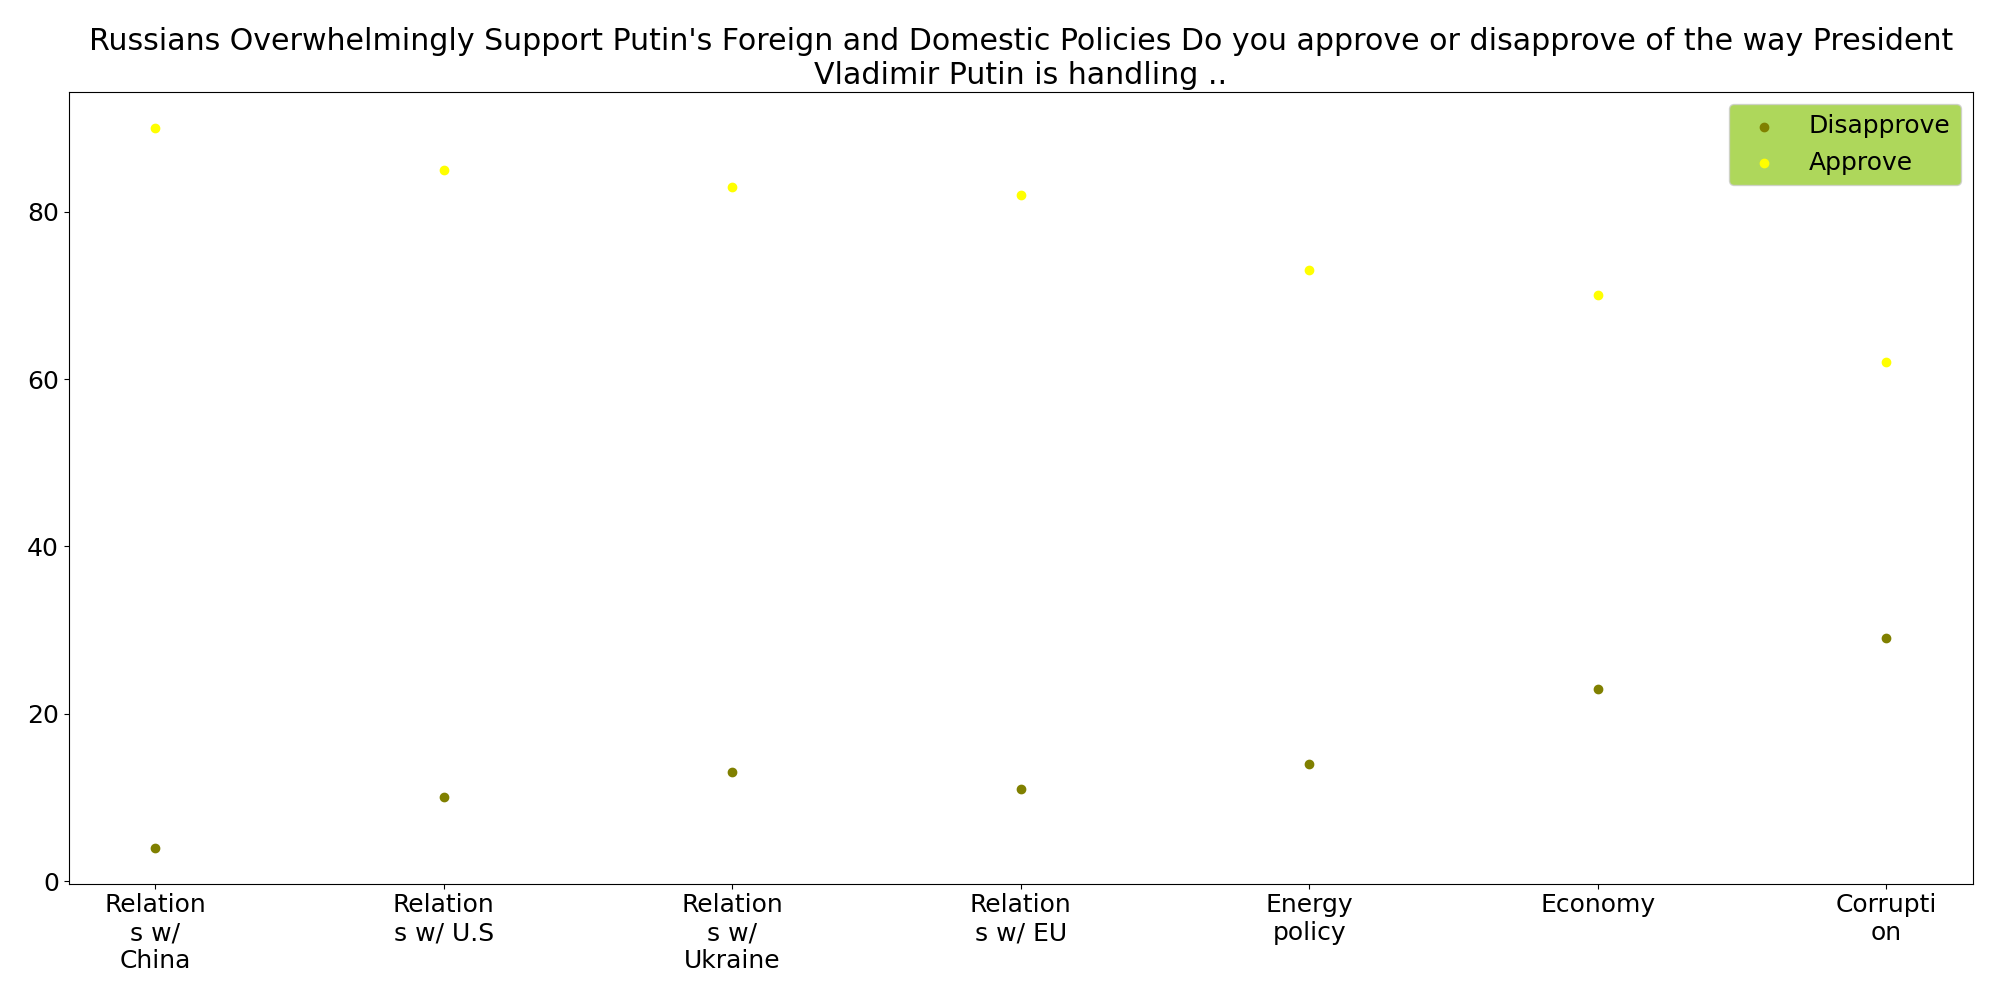 Russians Overwhelmingly Support Putin's Foreign and Domestic Policies Do you approve or disapprove of the way President
Vladimir Putin is handling ..
Disapprove
Approve
80
60
40
20
0
Relation
s w/
China
Relation
s w/ U.S
Relation
s w/
Ukraine
Relation
s w/ EU
Energy
policy
Economy
Corrupti
on